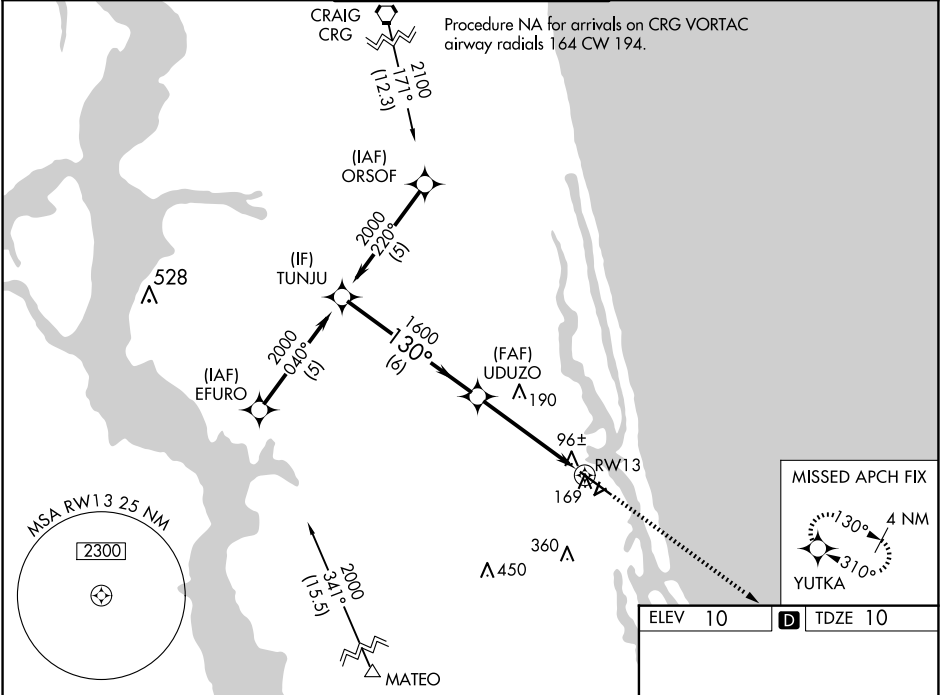 CRAIG
CRG
Procedure NA for arrivals on CRG VORTAC
airway radials 164 CW 194.
2100
171°
(12.3)
(IAF)
ORSOF
2000
220°
(5)
(IF)
TUNJU
528
1600
130°
(6)
2000
040°
(5)
(IAF)
EFURO
(FAF)
UDUZO
190
96±
RW13
169
MISSED APCH FIX
130°
4 NM
310°
YUTKA
MSA RW13 25 NM
2300
360
450
2000
341°
(15.5)
MATEO
ELEV 10
D
TDZE 10